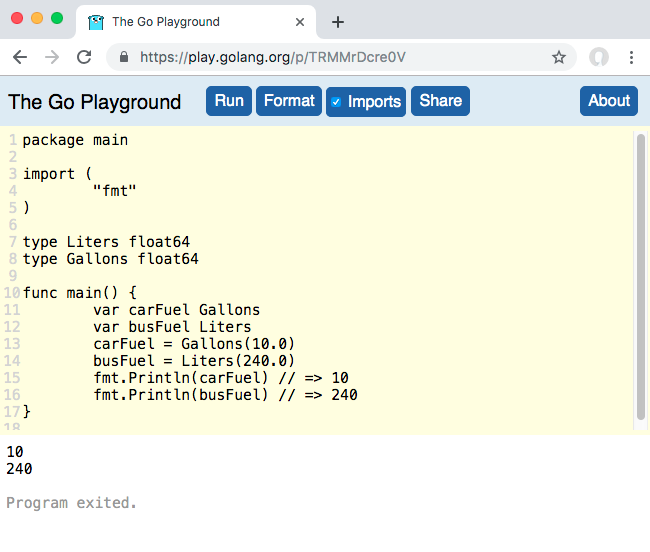 The Go Playground
https://play.golang.org/p/TRMMrDcre0V
The Go Playground Run Format Imports Share About
1 package main
2
3 import (
4 "fmt"
5 )
6
7 type Liters float64
8 type Gallons float64
9
10 func main() {
11 var carFuel Gallons
12 var busFuel Liters
13 carFuel = Gallons(10.0)
14 busFuel = Liters(240.0)
15 fmt.Println(carFuel) // => 10
16 fmt.Println(busFuel) // => 240
17 }
18
10
240
Program exited.